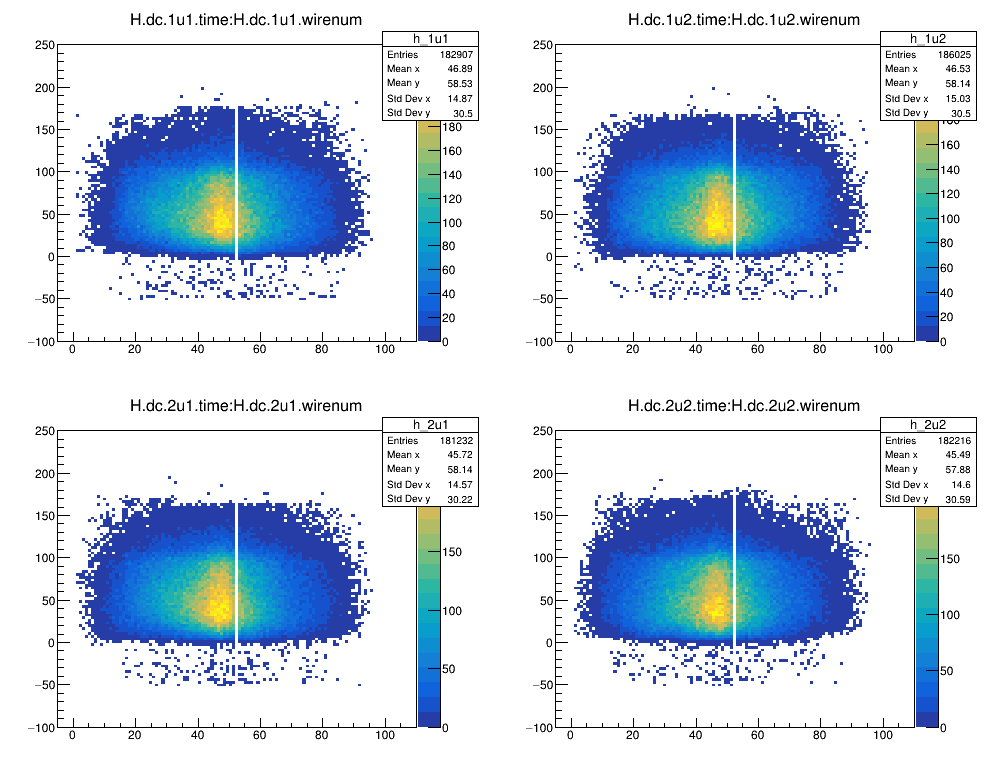 H.dc.1u1.time:H.dc.1u1.wirenum
h_1u1
Entries 182907
Mean x 46.89
Mean y 58.53
Std Dev x 14.87
Std Dev y 30.5
250
200
150
100
50
0
−50
−100
0 20 40 60 80 100
180
160
140
120
100
80
60
40
20
0
H.dc.1u2.time:H.dc.1u2.wirenum
h_1u2
Entries 186025
Mean x 46.53
Mean y 58.14
Std Dev x 15.03
Std Dev y 30.5
250
200
150
100
50
0
−50
−100
0 20 40 60 80 100
160
140
120
100
80
60
40
20
0
H.dc.2u1.time:H.dc.2u1.wirenum
h_2u1
Entries 181232
Mean x 45.72
Mean y 58.14
Std Dev x 14.57
Std Dev y 30.22
250
200
150
100
50
0
−50
−100
0 20 40 60 80 100
150
100
50
0
H.dc.2u2.time:H.dc.2u2.wirenum
h_2u2
Entries 182216
Mean x 45.49
Mean y 57.88
Std Dev x 14.6
Std Dev y 30.59
250
200
150
100
50
0
−50
−100
0 20 40 60 80 100
150
100
50
0